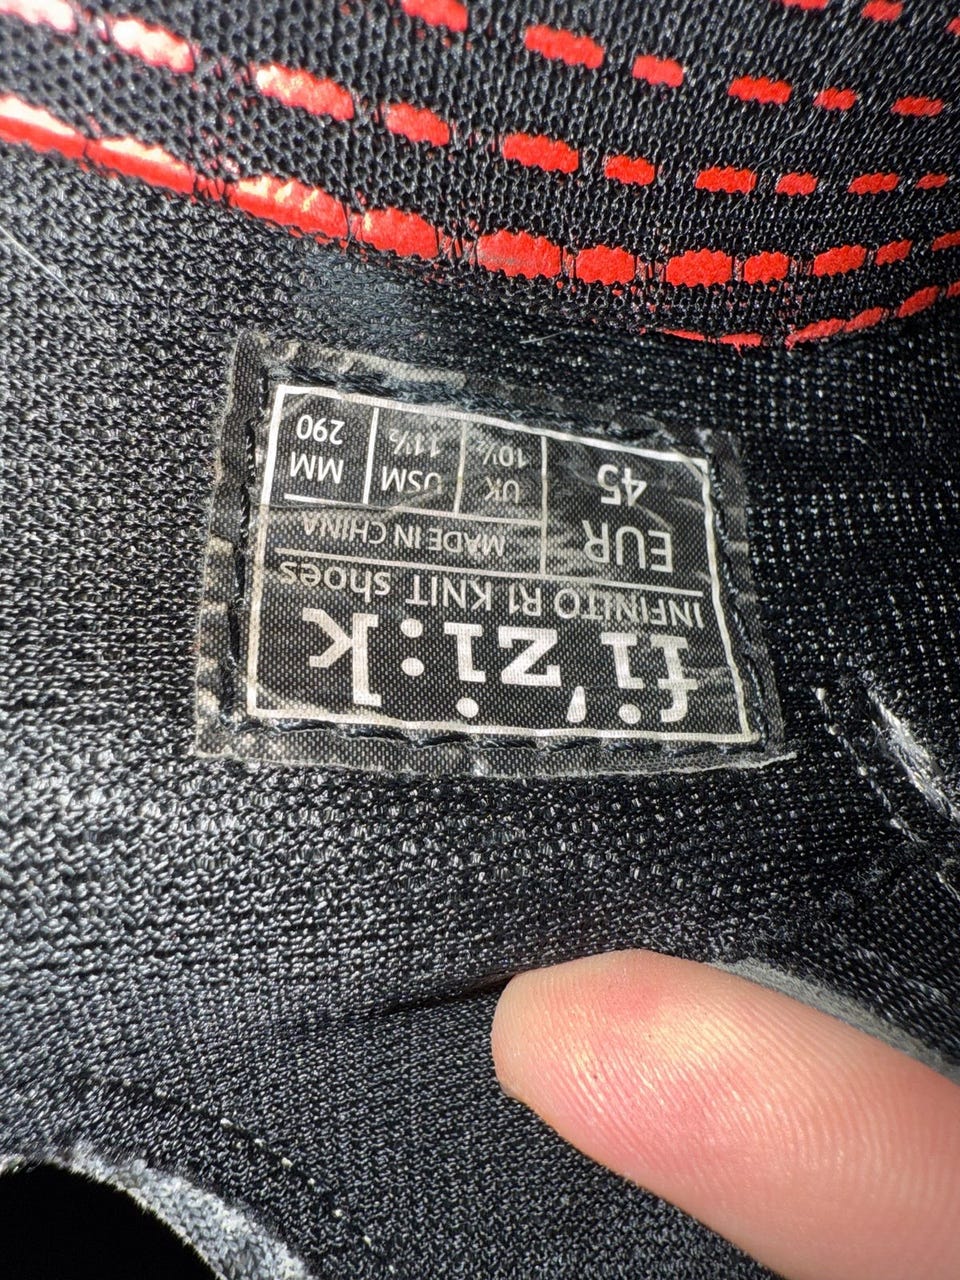 fi'zi:k
INFINITO R1 KNIT shoes
EUR
45
MADE IN CHINA
UK
10½
USM
11½
MM
290